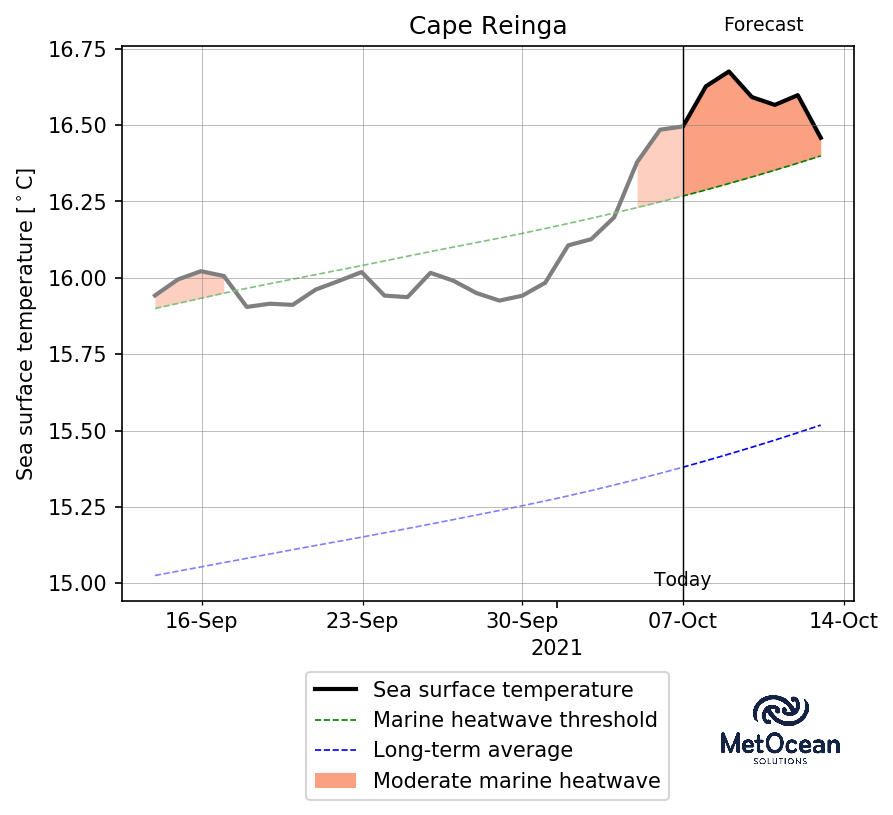 Cape Reinga
Forecast
16.75
16.50
16.25
16.00
15.75
15.50
15.25
15.00
Sea surface temperature [°C]
Today
16-Sep
23-Sep
30-Sep
07-Oct
14-Oct
2021
Sea surface temperature
Marine heatwave threshold
Long-term average
Moderate marine heatwave
MetOcean
SOLUTIONS